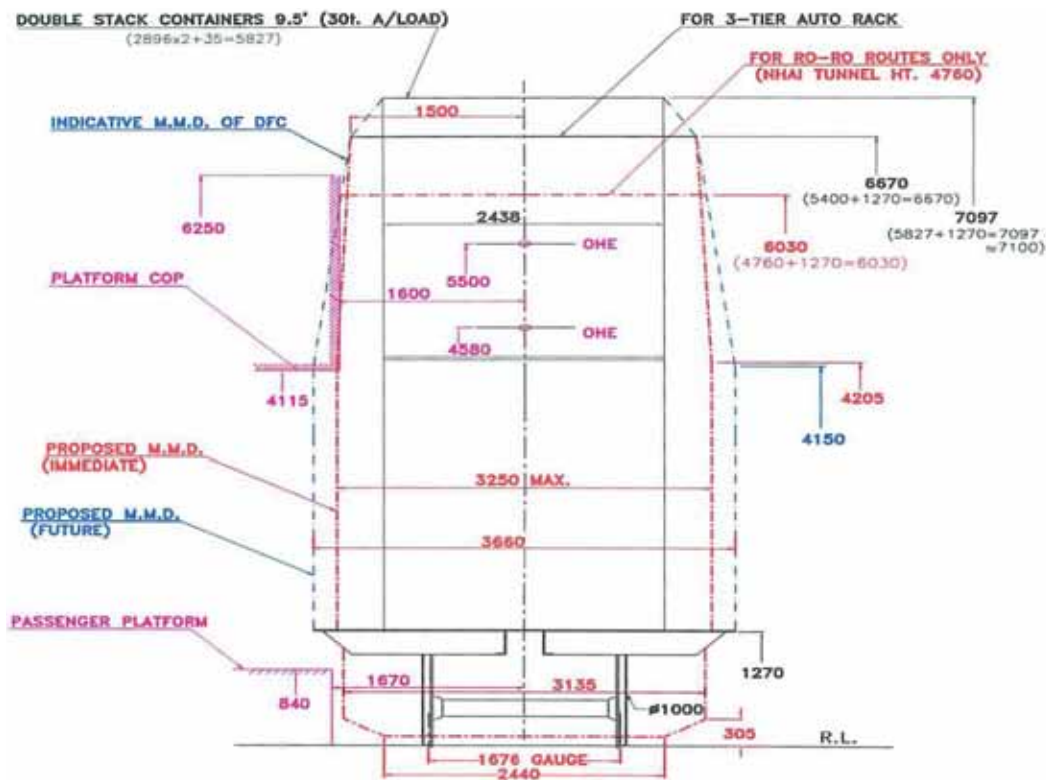 DOUBLE STACK CONTAINERS 9.5' (30t. A/LOAD)
(2896x2+35=5827)
FOR 3-TIER AUTO RACK
FOR RO-RO ROUTES ONLY
(NHAI TUNNEL HT. 4760)
1500
INDICATIVE M.M.D. OF DFC
6670
(5400+1270=6670)
7097
(5827+1270=7097
≈7100)
6250
2438
6030
(4760+1270=6030)
OHE
5500
PLATFORM COP
1600
OHE
4580
4115
4205
4150
PROPOSED M.M.D.
(IMMEDIATE)
3250 MAX.
PROPOSED M.M.D.
(FUTURE)
3660
PASSENGER PLATFORM
1270
840
1670
3135
ø1000
305
R.L.
1676 GAUGE
2440